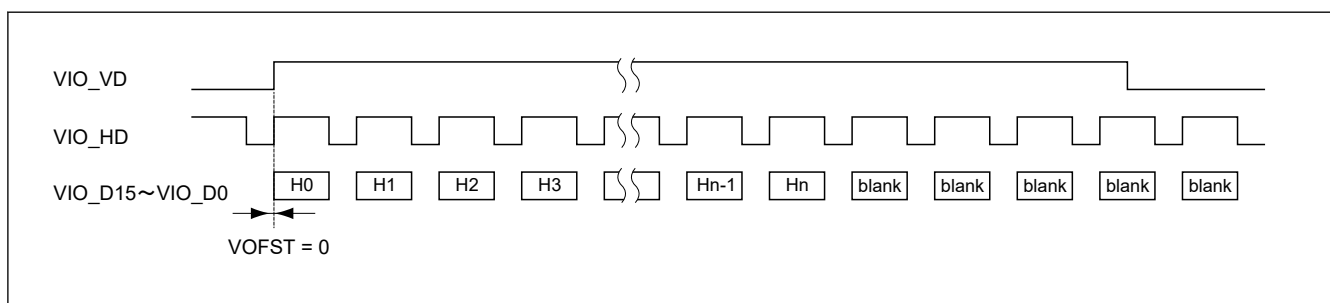 VIO_VD
VIO_HD
VIO_D15～VIO_D0 H0 H1 H2 H3 Hn-1 Hn blank blank blank blank blank
VOFST = 0